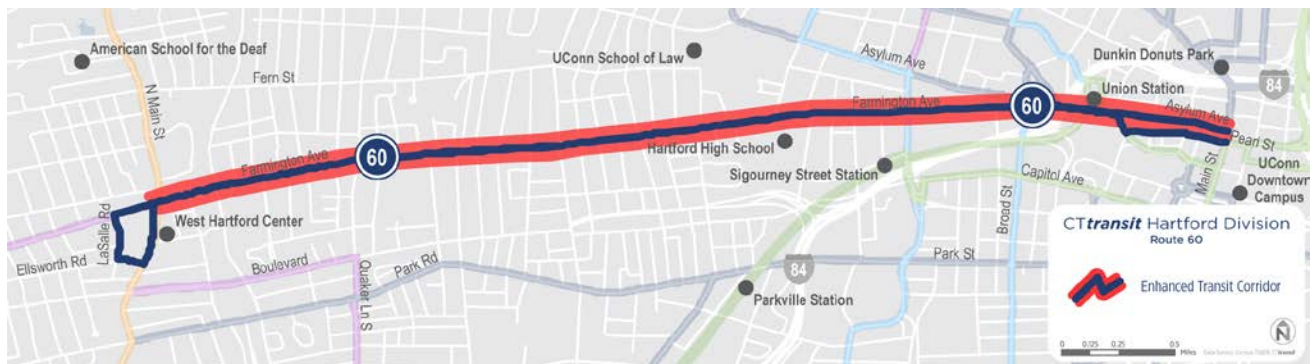 American School for the Deaf
N Main St
Fern St
UConn School of Law
Asylum Ave
Dunkin Donuts Park
84
Union Station
Farmington Ave
60
Asylum Ave
Pearl St
Farmington Ave
60
Hartford High School
Sigourney Street Station
Capitol Ave
Main St
UConn
Downtown
Campus
LaSalle Rd
West Hartford Center
Ellsworth Rd
Boulevard
Quaker Ln S
Park Rd
84
Parkville Station
Broad St
Park St
CTtransit Hartford Division
Route 60
Enhanced Transit Corridor
N
0 0.125 0.25 0.5
Miles